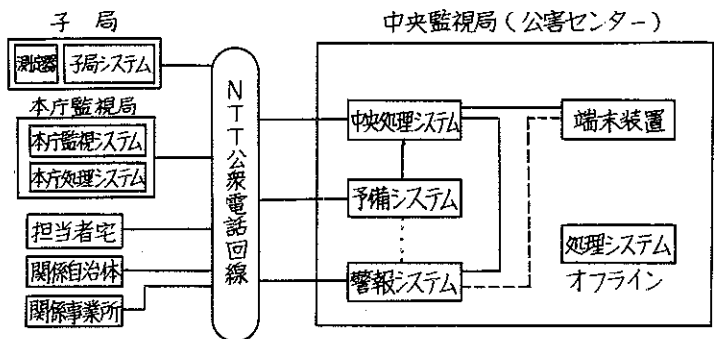 子局
測定器
子局システム
本庁監視局
本庁監視システム
本庁処理システム
担当者宅
関係自治体
関係事業所
NTT公衆電話回線
中央監視局(公害センター)
中央処理システム
端末装置
予備システム
処理システム
オフライン
警報システム